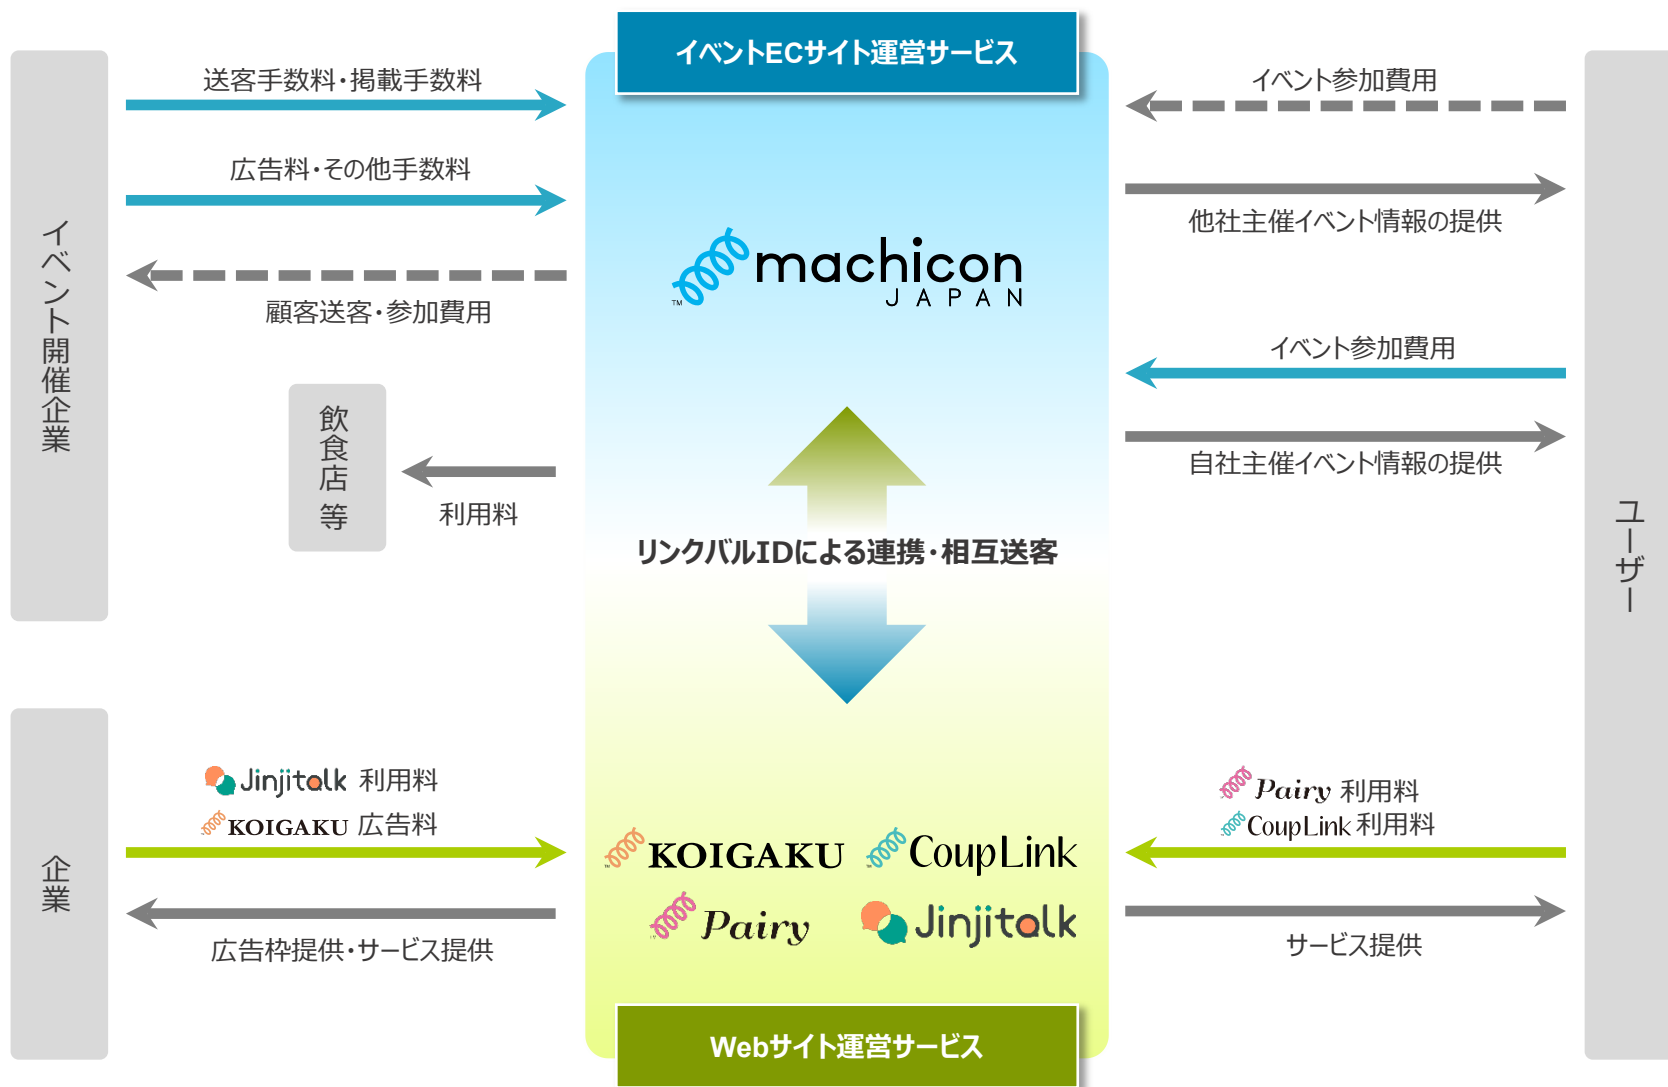 イベントECサイト運営サービス
送客手数料・掲載手数料
広告料・その他手数料
顧客送客・参加費用
イベント開催企業
飲食店 等
利用料
machicon
JAPAN
TM
イベント参加費用
他社主催イベント情報の提供
イベント参加費用
自社主催イベント情報の提供
ユーザー
リンクバルIDによる連携・相互送客
企業
Jinjitalk 利用料
KOIGAKU 広告料
広告枠提供・サービス提供
KOIGAKU CoupLink
Pairy Jinjitalk
Pairy 利用料
CoupLink 利用料
サービス提供
Webサイト運営サービス